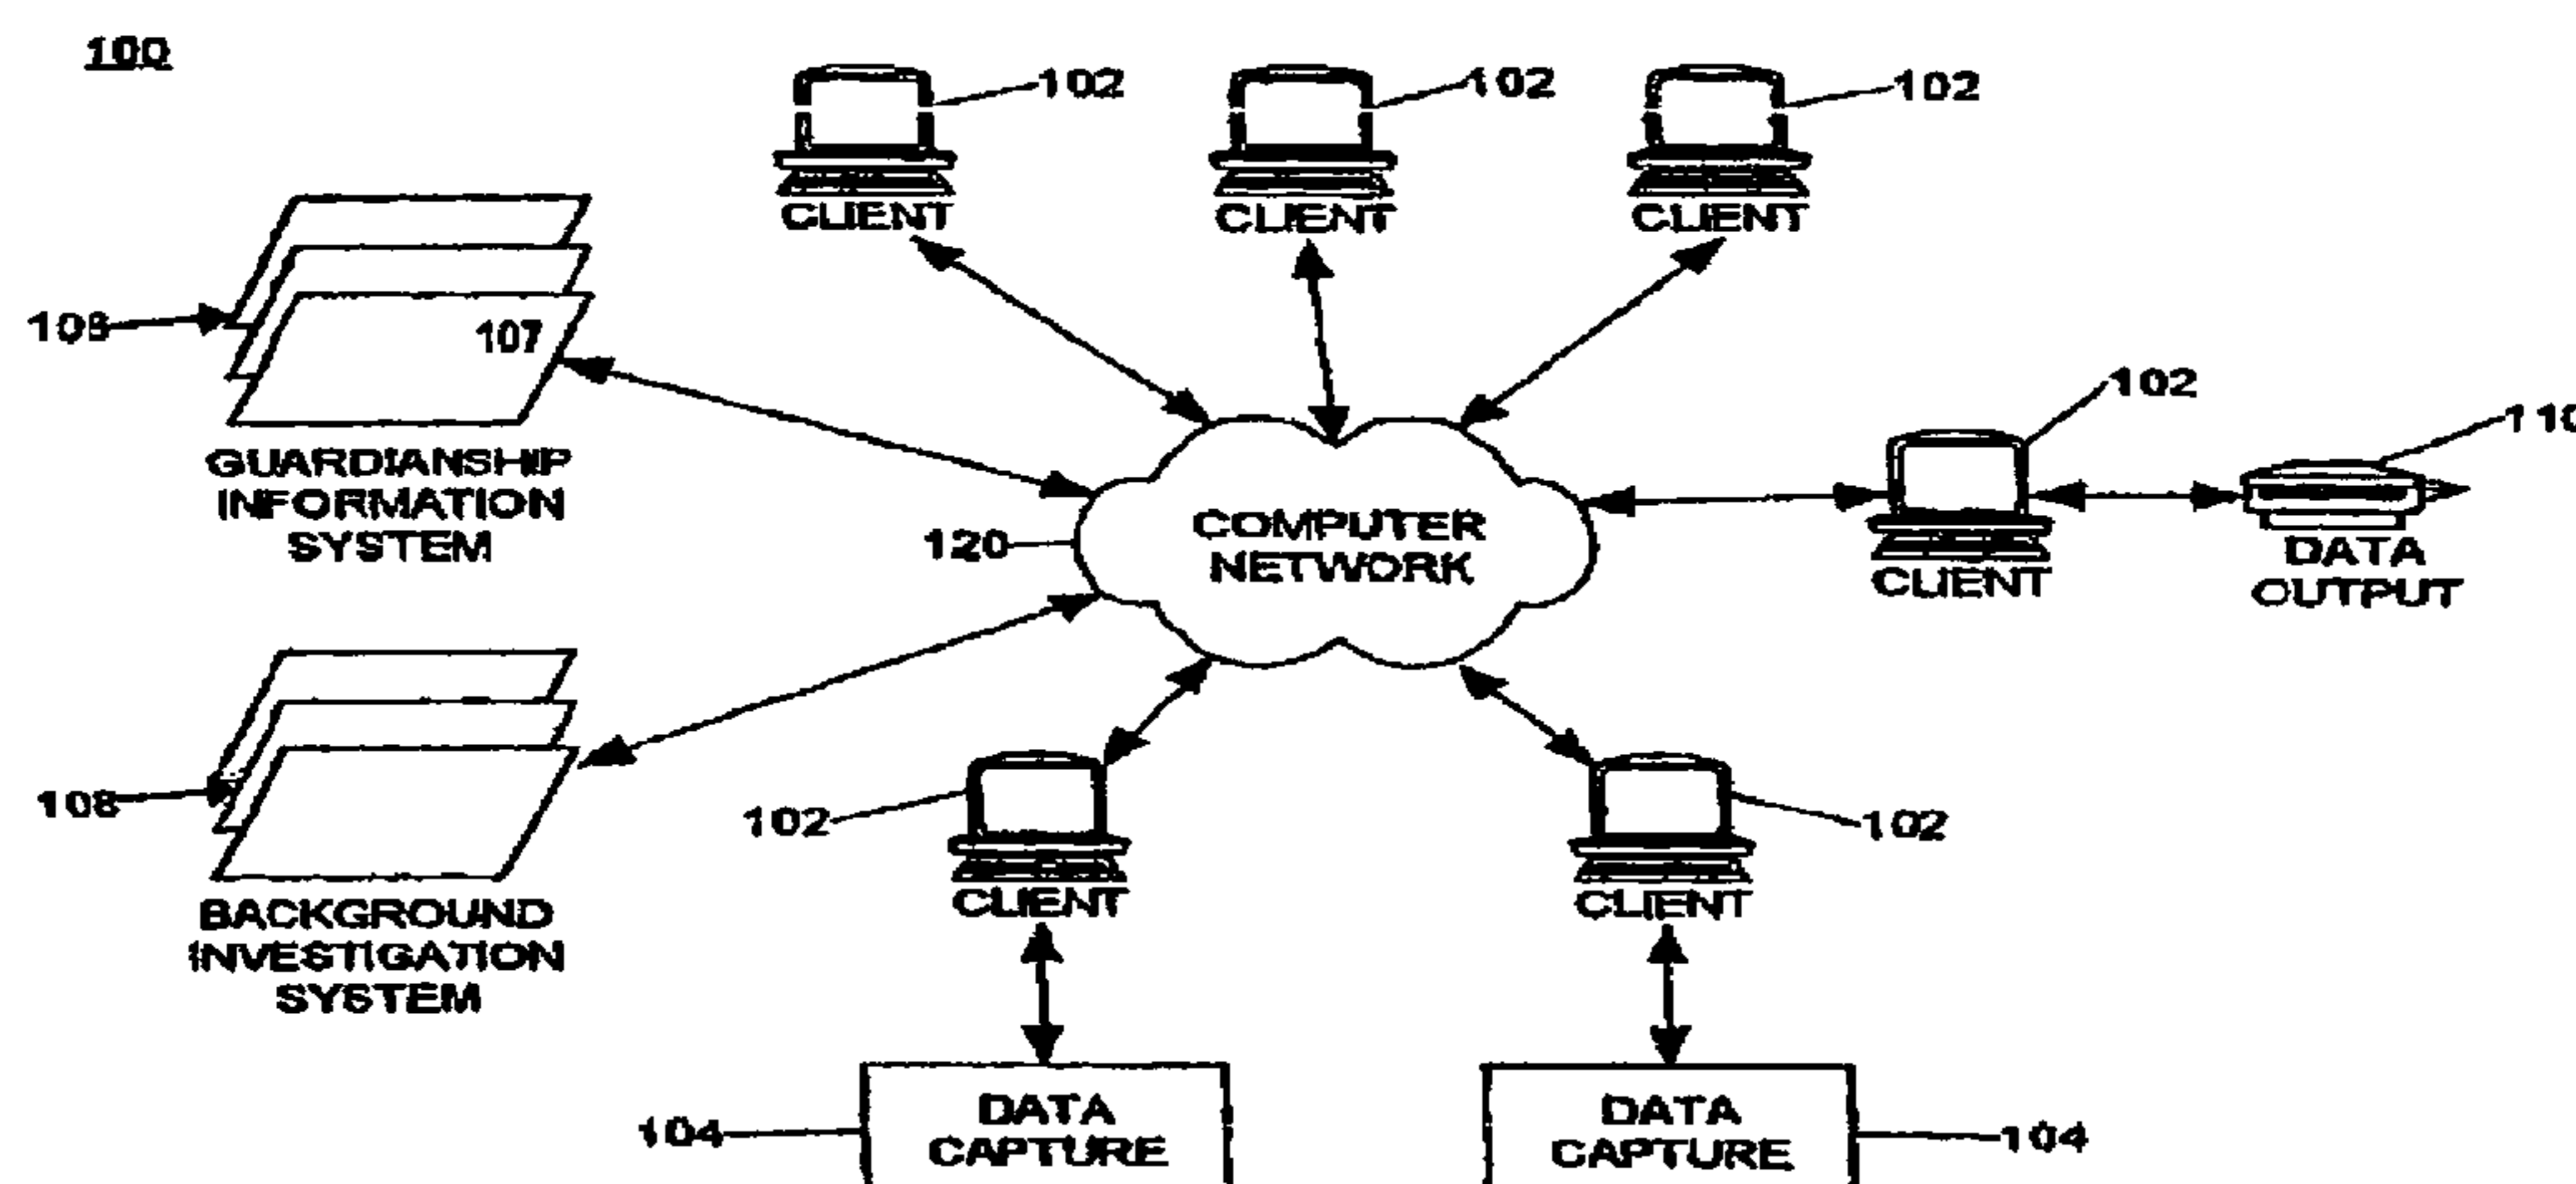 100
102
102
102
CLIENT
CLIENT
CLIENT
107
GUARDIANSHIP
INFORMATION
SYSTEM
102
110
CLIENT
DATA
OUTPUT
120
COMPUTER
NETWORK
108
BACKGROUND
INVESTIGATION
SYSTEM
102
CLIENT
102
CLIENT
104
DATA
CAPTURE
DATA
CAPTURE
104